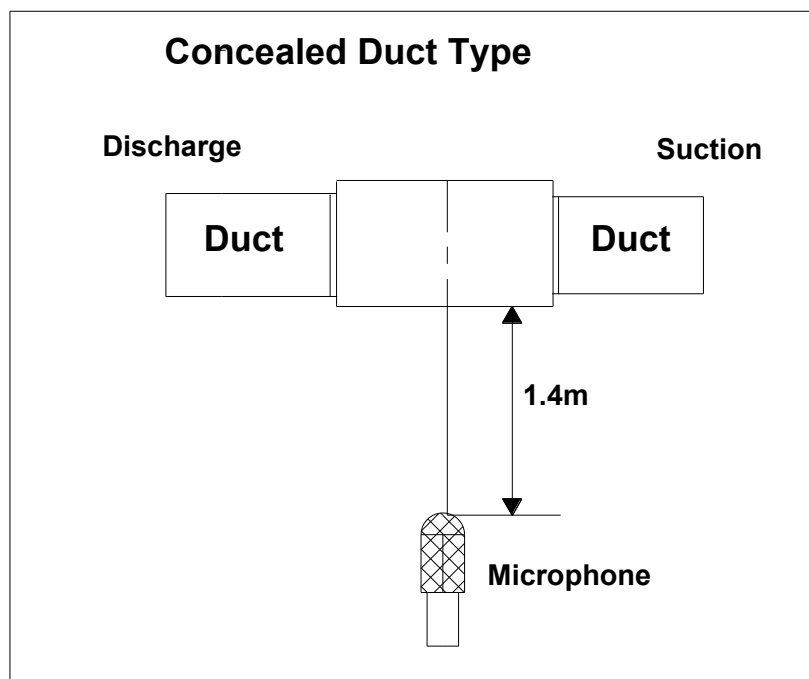 Concealed Duct Type
Discharge
Suction
Duct
Duct
1.4m
Microphone